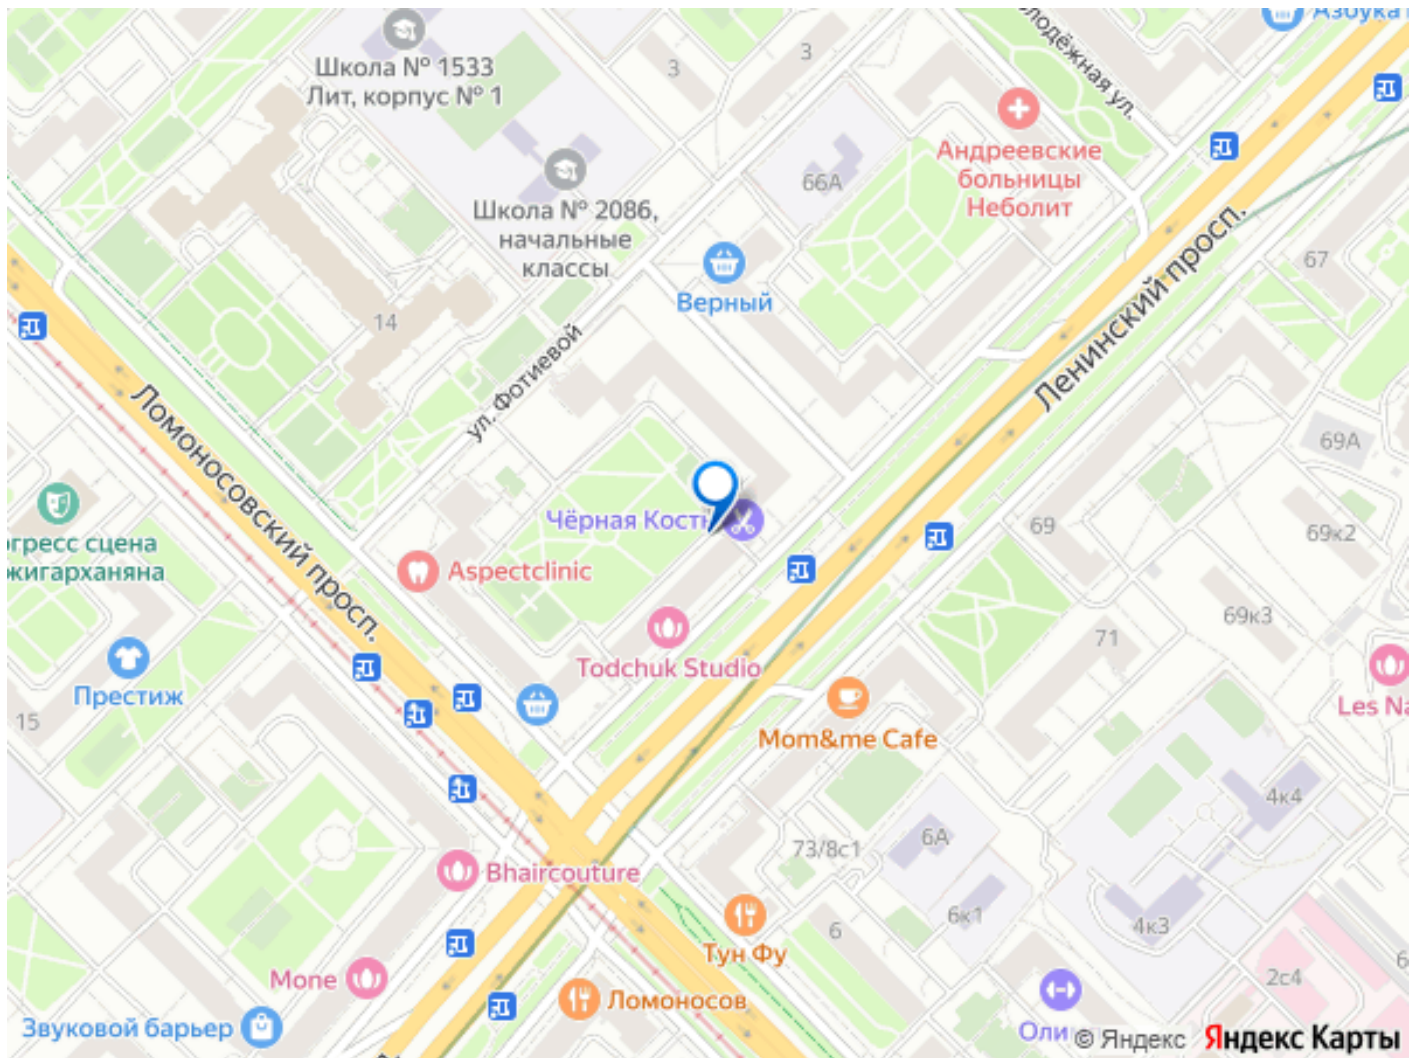 Азбука
Школа № 1533
Лит, корпус № 1
3
3
Молодёжная ул.
Андреевские
больницы
Неболит
66А
Школа № 2086,
начальные
классы
Ленинский просп.
67
Верный
14
ул. Фотиевой
Ломоносовский просп.
69А
Чёрная Кость
69
69к2
огресс сцена
жигарханяна
Aspectclinic
69к3
71
Todchuk Studio
Престиж
15
Les Na
Mom&me Cafe
4к4
73/8с1
6А
Bhaircouture
6к1
4к3
6
Тун Фу
2с4
6
Mone
Ломоносов
Звуковой барьер
Оли
© Яндекс Яндекс Карты